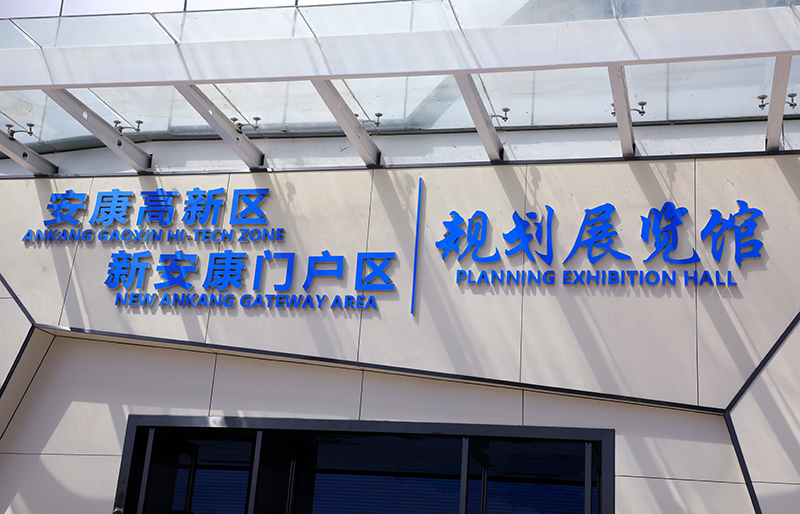 安康高新区
ANKANG GAOXIN HI-TECH ZONE
新安康门户区
NEW ANKANG GATEWAY AREA
规划展览馆
PLANNING EXHIBITION HALL